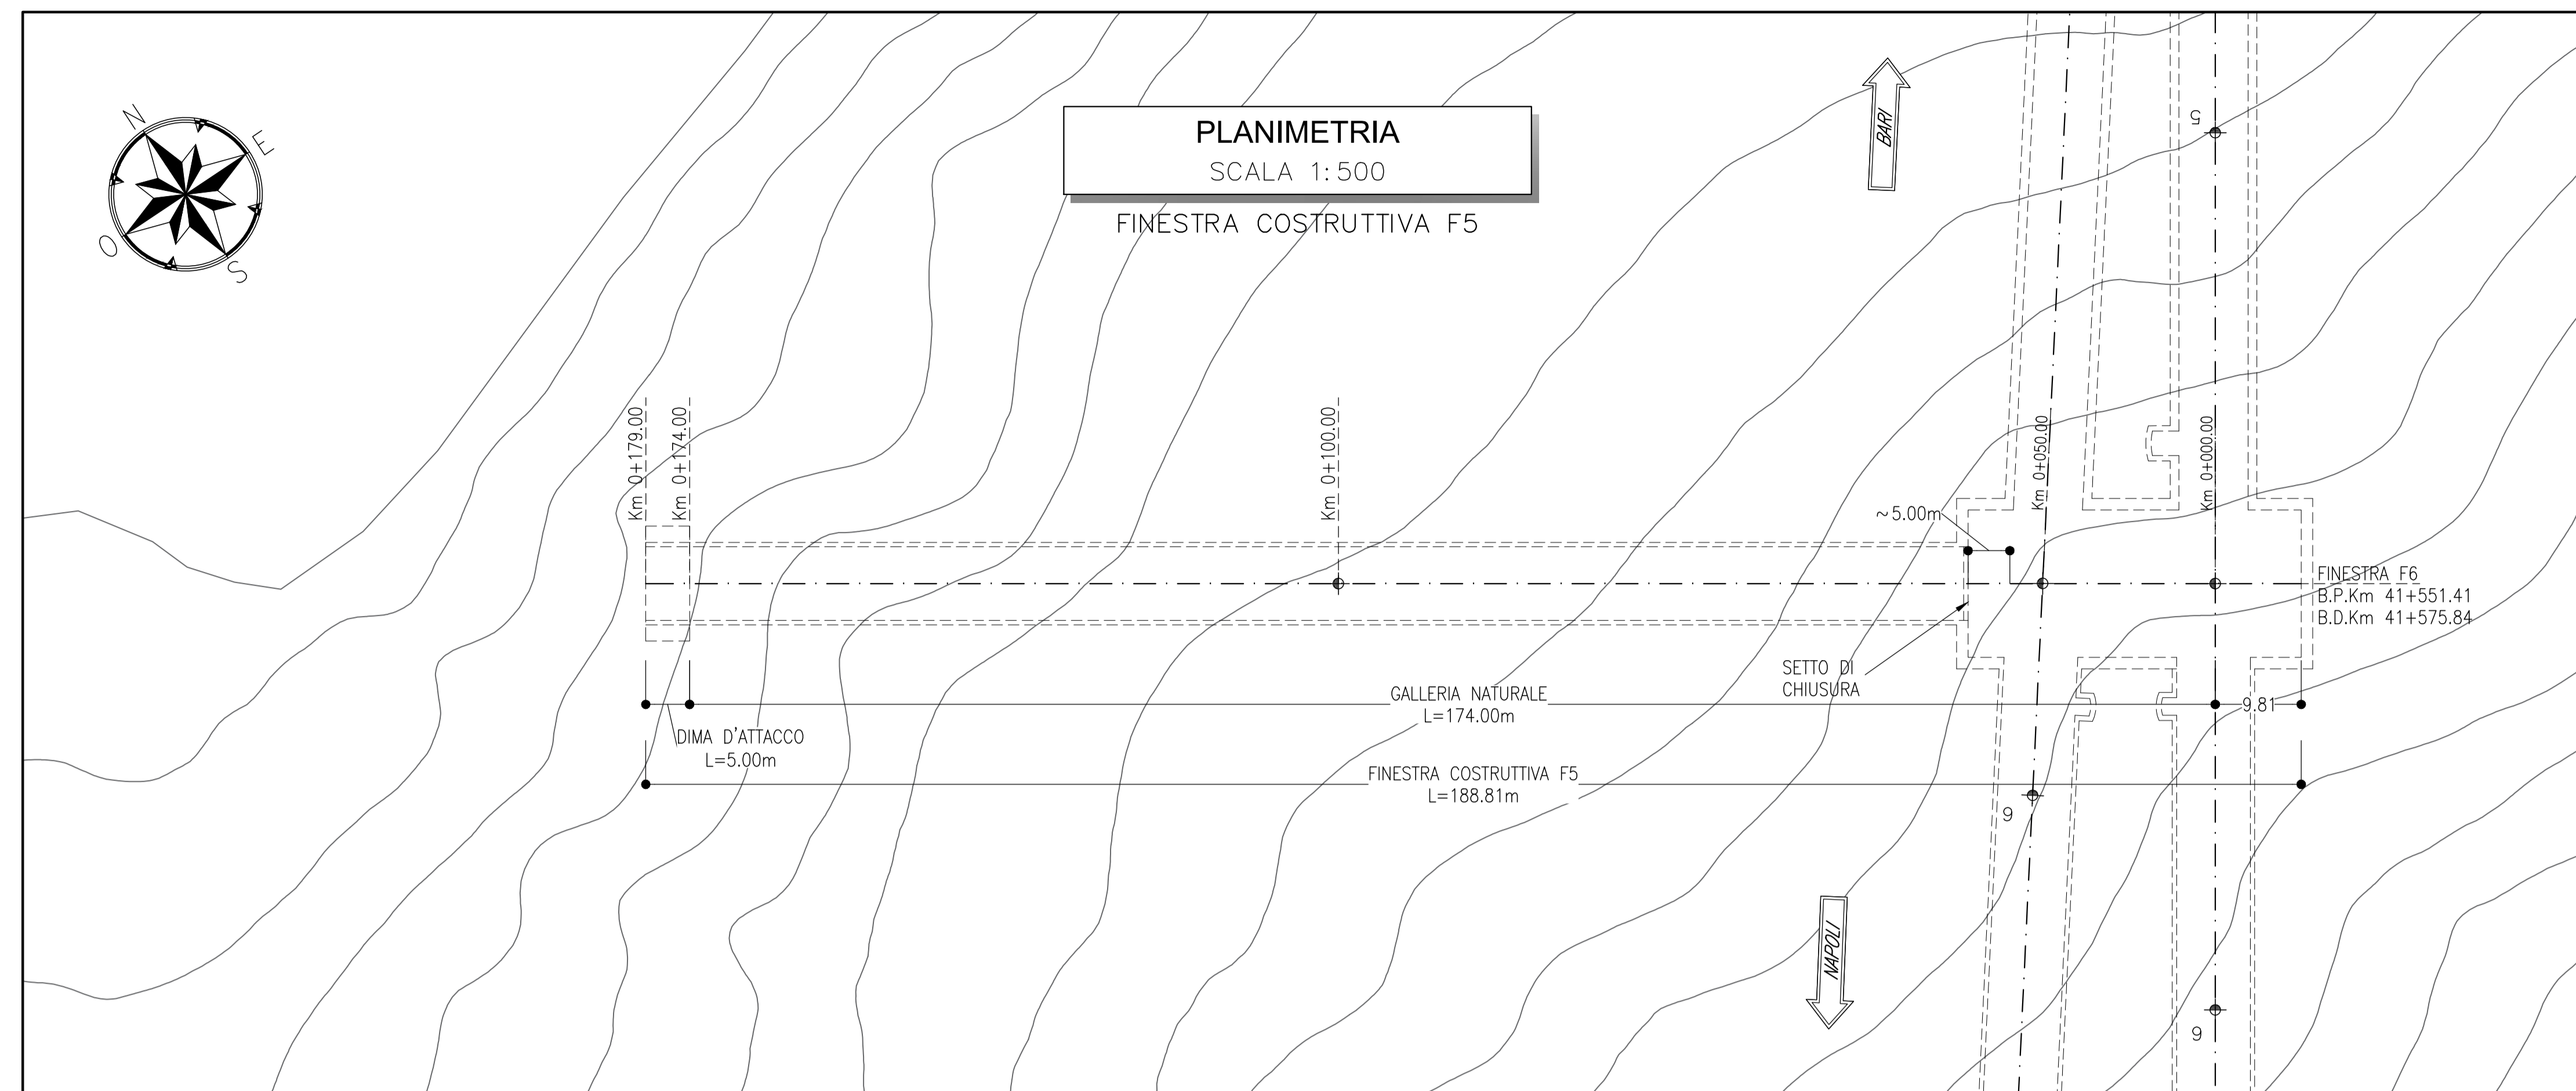 PLANIMETRIA
SCALA 1:500
FINESTRA COSTRUTTIVA F5
N
E
O
S
BARI
5
Km 0+179.00
Km 0+174.00
Km 0+100.00
Km 0+050.00
Km 0+000.00
~5.00m
FINESTRA F6
B.P.Km 41+551.41
B.D.Km 41+575.84
SETTO DI
CHIUSURA
GALLERIA NATURALE
L=174.00m
9.81
DIMA D'ATTACCO
L=5.00m
FINESTRA COSTRUTTIVA F5
L=188.81m
9
NAPOLI
9